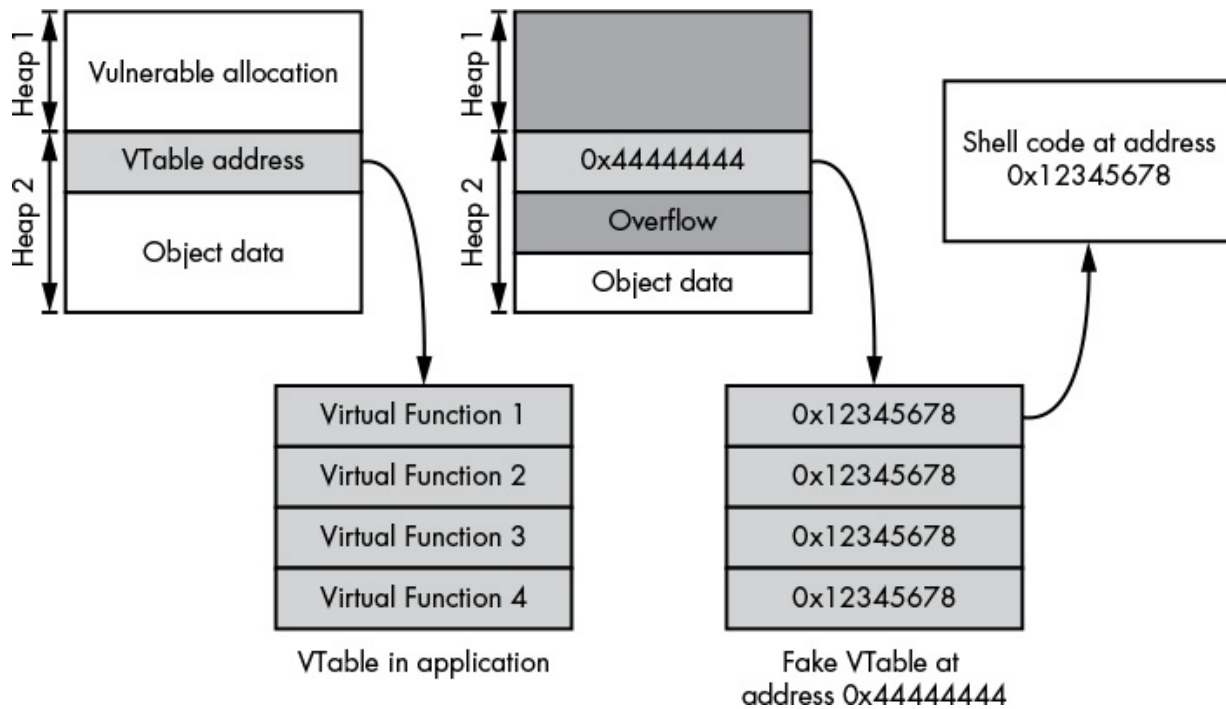 Heap 1
Vulnerable allocation
Heap 2
VTable address
Object data
Virtual Function 1
Virtual Function 2
Virtual Function 3
Virtual Function 4
VTable in application
Heap 1
Heap 2
0x44444444
Overflow
Object data
Shell code at address
0x12345678
0x12345678
0x12345678
0x12345678
0x12345678
Fake VTable at
address 0x44444444